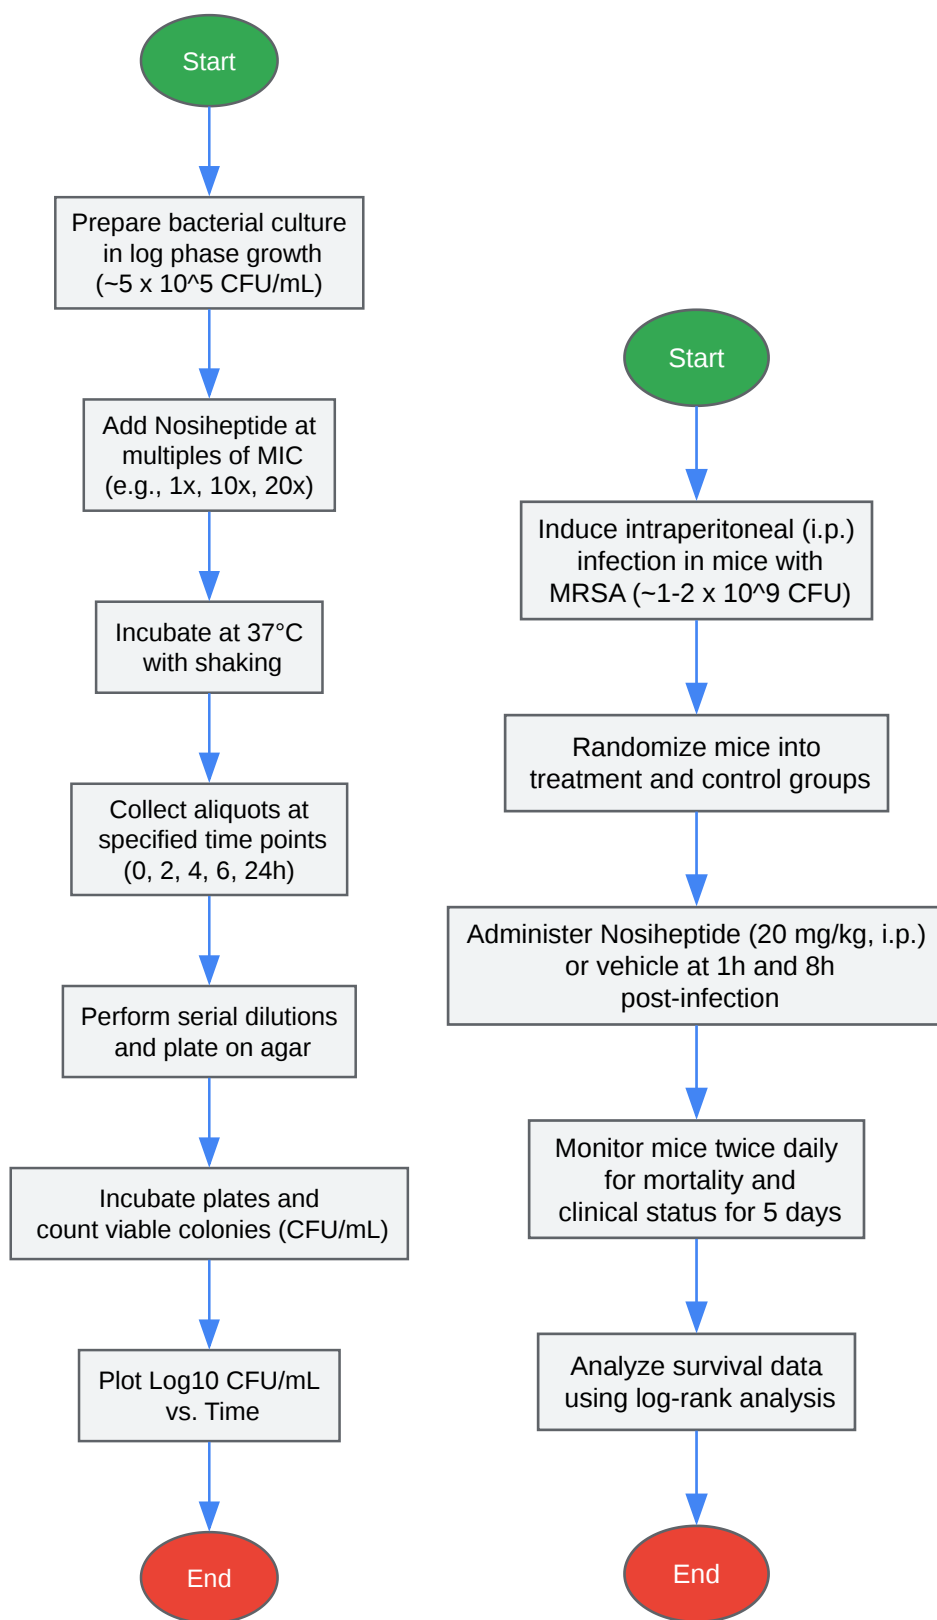 Start
Prepare bacterial culture
in log phase growth
(~5 x 10^5 CFU/mL)
Add Nosiheptide at
multiples of MIC
(e.g., 1x, 10x, 20x)
Incubate at 37°C
with shaking
Collect aliquots at
specified time points
(0, 2, 4, 6, 24h)
Perform serial dilutions
and plate on agar
Incubate plates and
count viable colonies (CFU/mL)
Plot Log10 CFU/mL
vs. Time
End
Start
Induce intraperitoneal (i.p.)
infection in mice with
MRSA (~1-2 x 10^9 CFU)
Randomize mice into
treatment and control groups
Administer Nosiheptide (20 mg/kg, i.p.)
or vehicle at 1h and 8h
post-infection
Monitor mice twice daily
for mortality and
clinical status for 5 days
Analyze survival data
using log-rank analysis
End